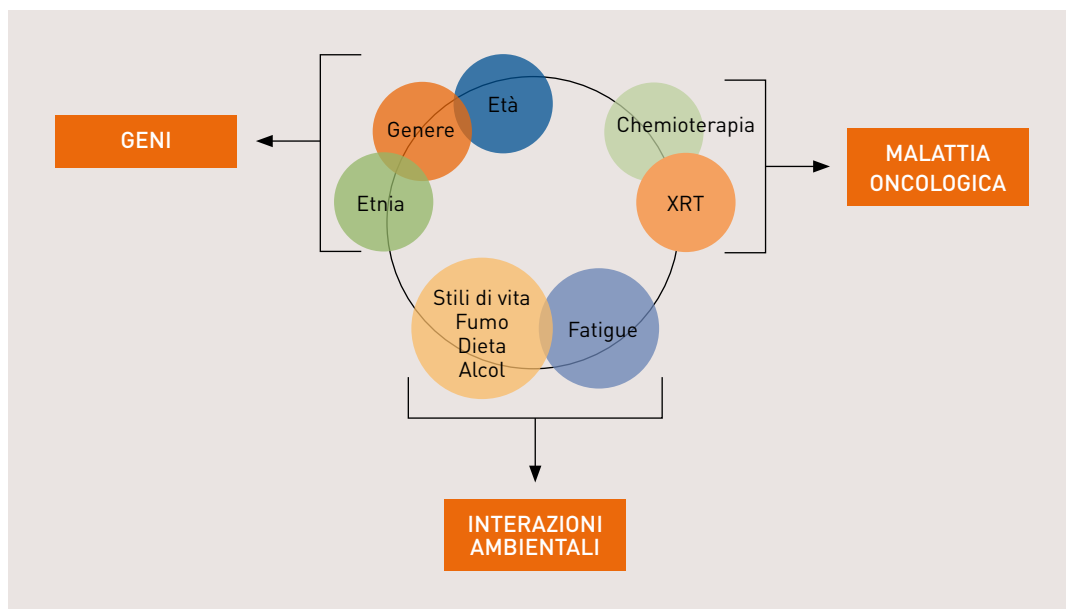 Età
Genere
Etnia
GENI
Chemioterapia
XRT
MALATTIA
ONCOLOGICA
Stili di vita
Fumo
Dieta
Alcol
Fatigue
INTERAZIONI
AMBIENTALI